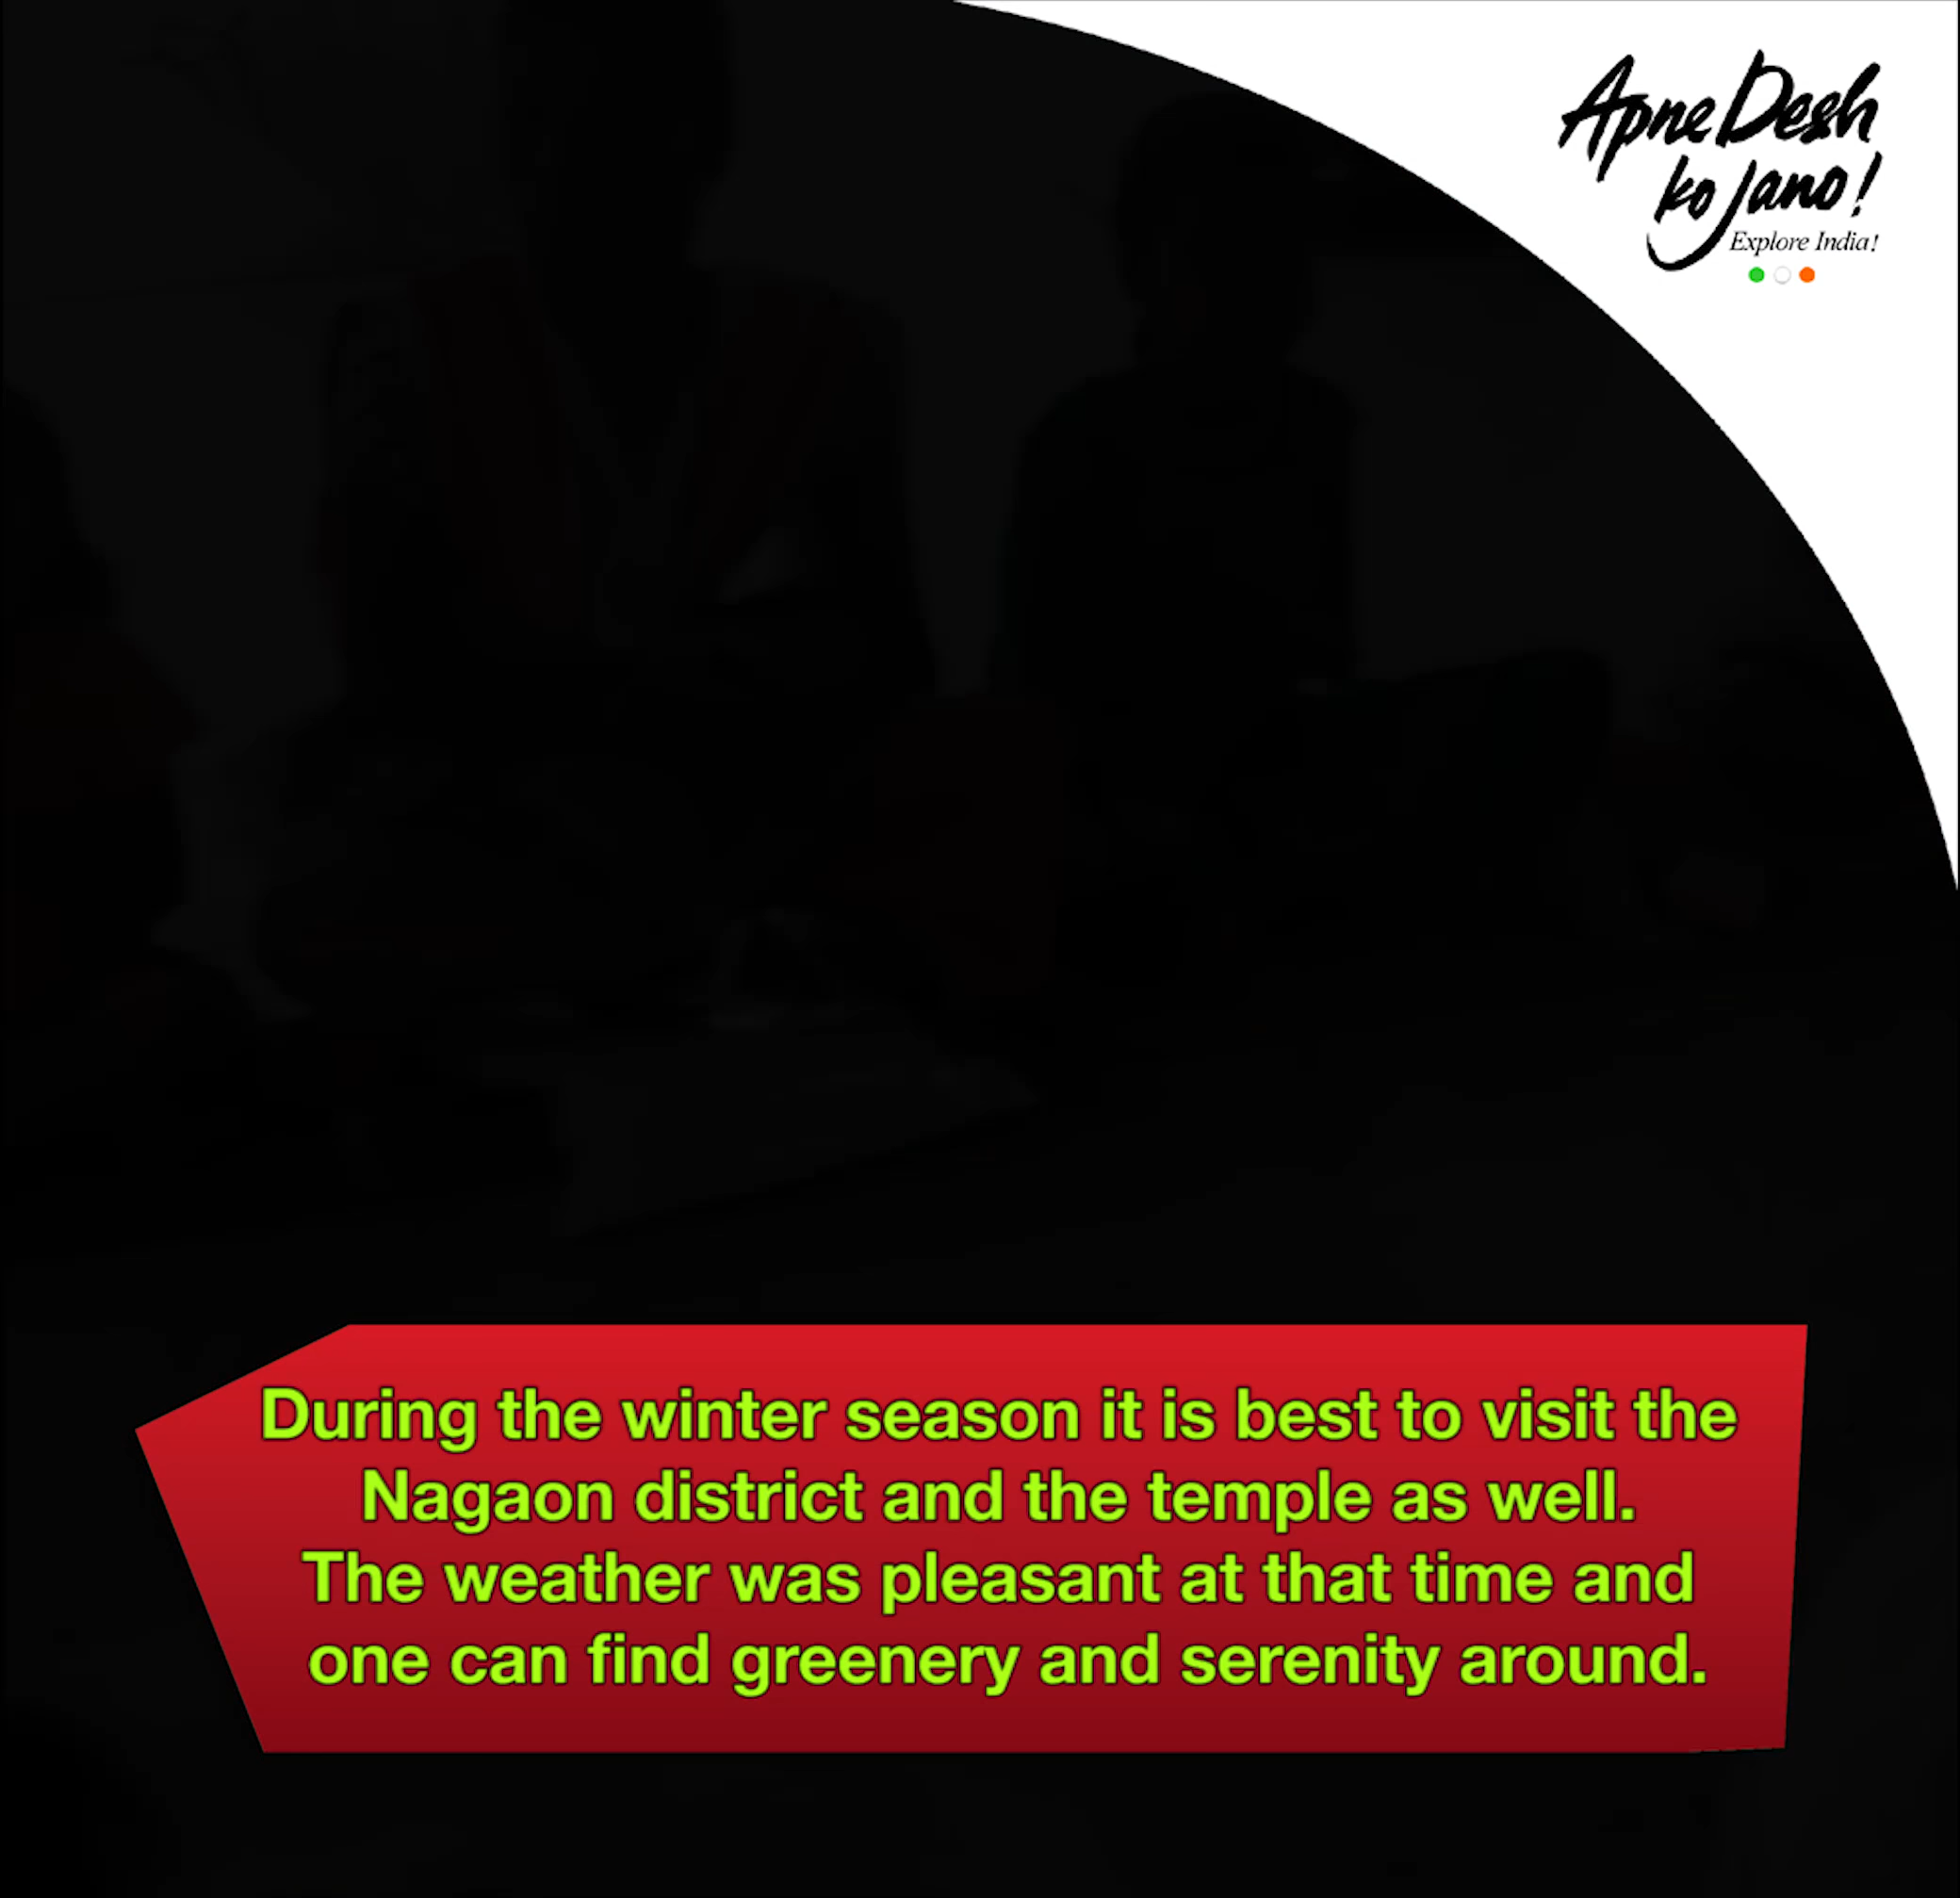 Apne Desh
ko Jano!
Explore India!
During the winter season it is best to visit the
Nagaon district and the temple as well.
The weather was pleasant at that time and
one can find greenery and serenity around.